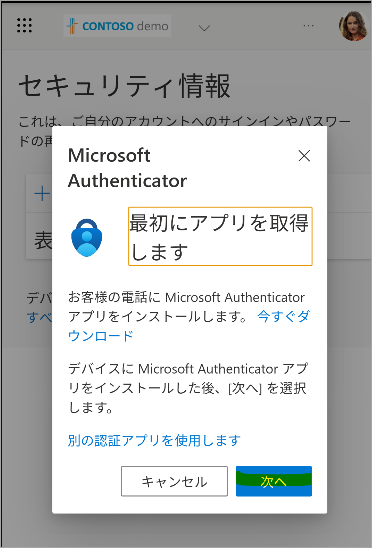 CONTOSO demo
セキュリティ情報
これは、ご自分のアカウントへのサインインやパスワー
ドの再
Microsoft
Authenticator
最初にアプリを取得
します
表
デバ
すべ
お客様の電話に Microsoft Authenticator
アプリをインストールします。 今すぐダ
ウンロード
デバイスに Microsoft Authenticator アプ
リをインストールした後、[次へ] を選択
します。
別の認証アプリを使用します
キャンセル
次へ